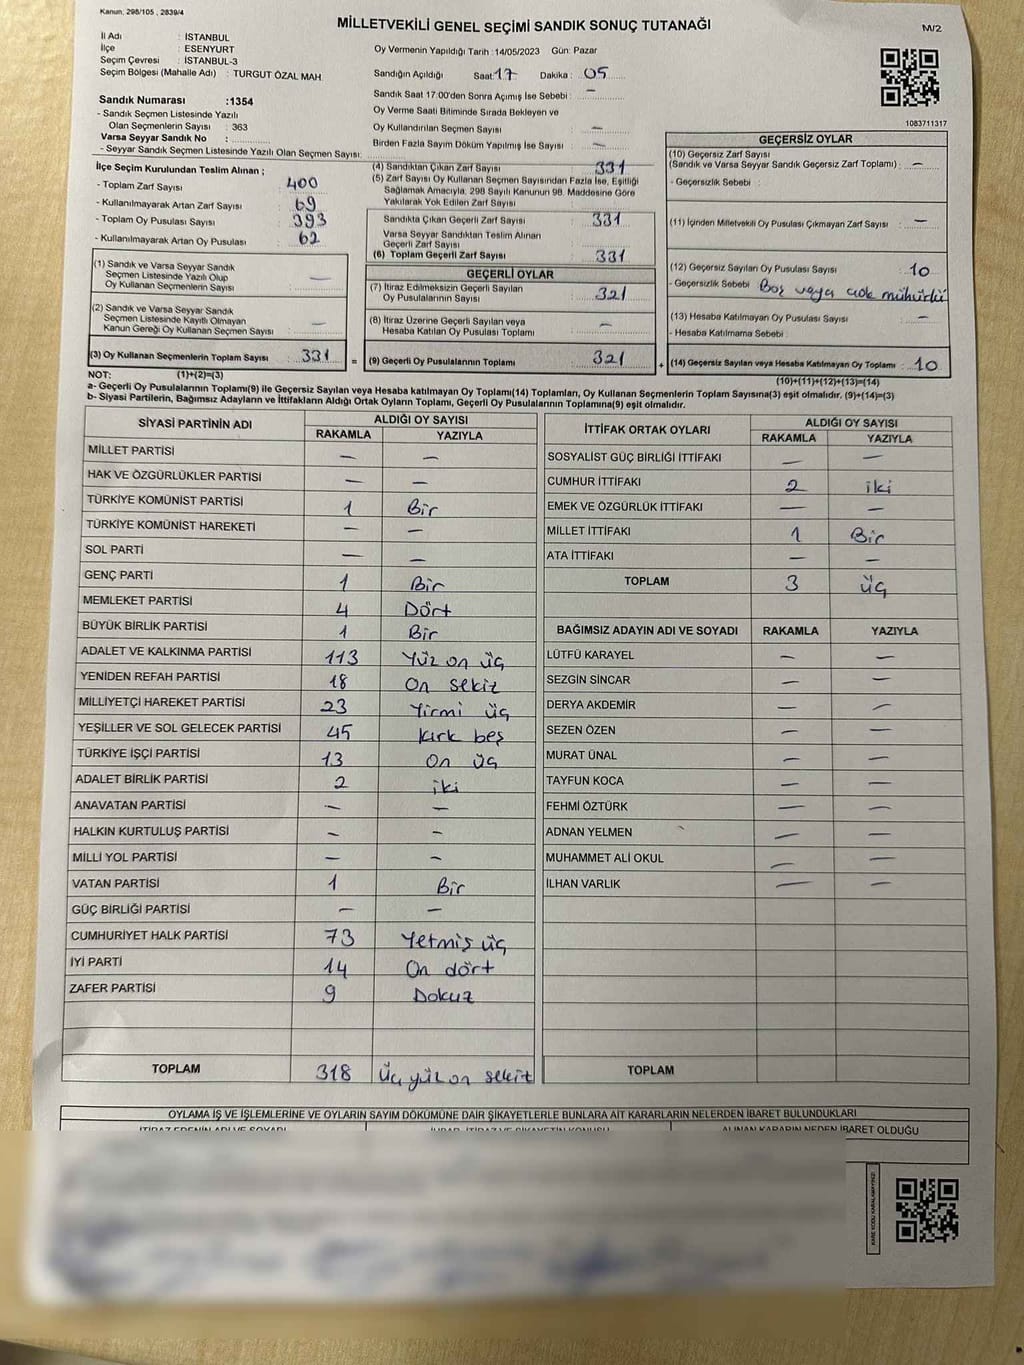 Kanun: 298/105 , 2839/4
MİLLETVEKİLİ GENEL SEÇİMİ SANDIK SONUÇ TUTANAĞI
M/2
İl Adı : İSTANBUL
İlçe : ESENYURT
Seçim Çevresi : İSTANBUL-3
Seçim Bölgesi (Mahalle Adı) : TURGUT ÖZAL MAH.
Oy Vermenin Yapıldığı Tarih :14/05/2023 Gün: Pazar
Sandığın Açıldığı Saat: 17 Dakika : 05
Sandık Saat 17:00'den Sonra Açılmış İse Sebebi : —
Oy Verme Saati Bitiminde Sırada Bekleyen ve
Oy Kullandırılan Seçmen Sayısı : —
Birden Fazla Sayım Döküm Yapılmış İse Sayısı : —
1083711317
Sandık Numarası :1354
- Sandık Seçmen Listesinde Yazılı
Olan Seçmenlerin Sayısı : 363
Varsa Seyyar Sandık No :
- Seyyar Sandık Seçmen Listesinde Yazılı Olan Seçmen Sayısı:
İlçe Seçim Kurulundan Teslim Alınan ;
- Toplam Zarf Sayısı : 400
- Kullanılmayarak Artan Zarf Sayısı : 69
- Toplam Oy Pusulası Sayısı : 393
- Kullanılmayarak Artan Oy Pusulası : 62
(4) Sandıktan Çıkan Zarf Sayısı : 331
(5) Zarf Sayısı Oy Kullanan Seçmen Sayısından Fazla İse, Eşitliği
Sağlamak Amacıyla, 298 Sayılı Kanunun 98. Maddesine Göre
Yakılarak Yok Edilen Zarf Sayısı :
Sandıkta Çıkan Geçerli Zarf Sayısı : 331
Varsa Seyyar Sandıktan Teslim Alınan
Geçerli Zarf Sayısı :
(6) Toplam Geçerli Zarf Sayısı : 331
GEÇERSİZ OYLAR
(10) Geçersiz Zarf Sayısı
(Sandık ve Varsa Seyyar Sandık Geçersiz Zarf Toplamı) : —
- Geçersizlik Sebebi :
(11) İçinden Milletvekili Oy Pusulası Çıkmayan Zarf Sayısı : —
(12) Geçersiz Sayılan Oy Pusulası Sayısı : 10
- Geçersizlik Sebebi : Boş veya çok mühürlü
(13) Hesaba Katılmayan Oy Pusulası Sayısı : —
- Hesaba Katılmama Sebebi :
(14) Geçersiz Sayılan veya Hesaba Katılmayan Oy Toplamı : 10
(10)+(11)+(12)+(13)=(14)
(1) Sandık ve Varsa Seyyar Sandık
Seçmen Listesinde Yazılı Olup
Oy Kullanan Seçmenlerin Sayısı : —
(2) Sandık ve Varsa Seyyar Sandık
Seçmen Listesinde Kayıtlı Olmayan
Kanun Gereği Oy Kullanan Seçmen Sayısı : —
(3) Oy Kullanan Seçmenlerin Toplam Sayısı : 331 =
GEÇERLİ OYLAR
(7) İtiraz Edilmeksizin Geçerli Sayılan
Oy Pusulalarının Sayısı : 321
(8) İtiraz Üzerine Geçerli Sayılan veya
Hesaba Katılan Oy Pusulası Toplamı : —
(9) Geçerli Oy Pusulalarının Toplamı : 321 +
NOT: (1)+(2)=(3)
a- Geçerli Oy Pusulalarının Toplamı(9) ile Geçersiz Sayılan veya Hesaba katılmayan Oy Toplamı(14) Toplamları, Oy Kullanan Seçmenlerin Toplam Sayısına(3) eşit olmalıdır. (9)+(14)=(3)
b- Siyasi Partilerin, Bağımsız Adayların ve İttifakların Aldığı Ortak Oyların Toplamı, Geçerli Oy Pusulalarının Toplamına(9) eşit olmalıdır.
SİYASİ PARTİNİN ADI ALDIĞI OY SAYISI
RAKAMLA YAZIYLA
MİLLET PARTİSİ — —
HAK VE ÖZGÜRLÜKLER PARTİSİ — —
TÜRKİYE KOMÜNİST PARTİSİ 1 Bir
TÜRKİYE KOMÜNİST HAREKETİ — —
SOL PARTİ — —
GENÇ PARTİ 1 Bir
MEMLEKET PARTİSİ 4 Dört
BÜYÜK BİRLİK PARTİSİ 1 Bir
ADALET VE KALKINMA PARTİSİ 113 Yüz on üç
YENİDEN REFAH PARTİSİ 18 On sekiz
MİLLİYETÇİ HAREKET PARTİSİ 23 Yirmi üç
YEŞİLLER VE SOL GELECEK PARTİSİ 45 kırk beş
TÜRKİYE İŞÇİ PARTİSİ 13 On üç
ADALET BİRLİK PARTİSİ 2 iki
ANAVATAN PARTİSİ — —
HALKIN KURTULUŞ PARTİSİ — —
MİLLİ YOL PARTİSİ — —
VATAN PARTİSİ 1 Bir
GÜÇ BİRLİĞİ PARTİSİ — —
CUMHURİYET HALK PARTİSİ 73 Yetmiş üç
İYİ PARTİ 14 On dört
ZAFER PARTİSİ 9 Dokuz
TOPLAM 318 Üç yüz on sekiz
İTTİFAK ORTAK OYLARI ALDIĞI OY SAYISI
RAKAMLA YAZIYLA
SOSYALİST GÜÇ BİRLİĞİ İTTİFAKI — —
CUMHUR İTTİFAKI 2 iki
EMEK VE ÖZGÜRLÜK İTTİFAKI — —
MİLLET İTTİFAKI 1 Bir
ATA İTTİFAKI — —
TOPLAM 3 üç
BAĞIMSIZ ADAYIN ADI VE SOYADI RAKAMLA YAZIYLA
LÜTFÜ KARAYEL — —
SEZGİN SİNCAR — —
DERYA AKDEMİR — —
SEZEN ÖZEN — —
MURAT ÜNAL — —
TAYFUN KOCA — —
FEHMİ ÖZTÜRK — —
ADNAN YELMEN — —
MUHAMMET ALİ OKUL — —
İLHAN VARLIK — —
TOPLAM
OYLAMA İŞ VE İŞLEMLERİNE VE OYLARIN SAYIM DÖKÜMÜNE DAİR ŞİKAYETLERLE BUNLARA AİT KARARLARIN NELERDEN İBARET BULUNDUKLARI
İTİRAZ EDENİN ADI VE SOYADI
ALINAN KARARIN NEDEN İBARET OLDUĞU
KARE KODU KARALAMAYINIZ!